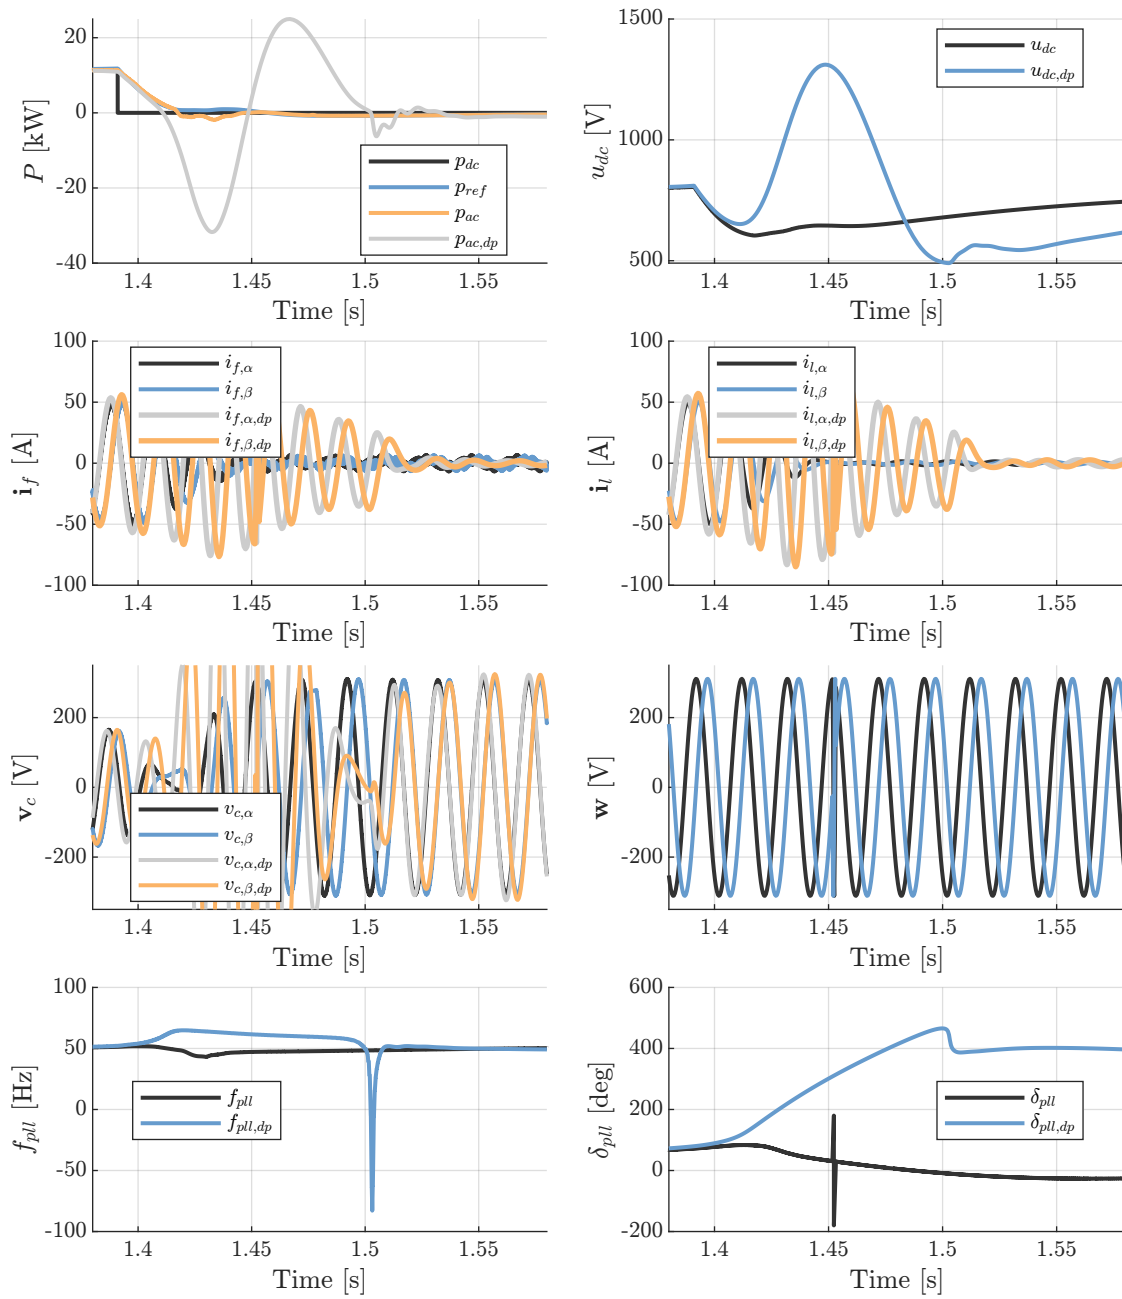 20
0
-20
-40
P [kW]
p_dc
p_ref
p_ac
p_ac,dp
1.4 1.45 1.5 1.55
Time [s]
1500
1000
500
u_dc [V]
u_dc
u_dc,dp
1.4 1.45 1.5 1.55
Time [s]
100
50
0
-50
-100
i_f [A]
i_f,α
i_f,β
i_f,α,dp
i_f,β,dp
1.4 1.45 1.5 1.55
Time [s]
100
50
0
-50
-100
i_l [A]
i_l,α
i_l,β
i_l,α,dp
i_l,β,dp
1.4 1.45 1.5 1.55
Time [s]
200
0
-200
v_c [V]
v_c,α
v_c,β
v_c,α,dp
v_c,β,dp
1.4 1.45 1.5 1.55
Time [s]
200
0
-200
w [V]
1.4 1.45 1.5 1.55
Time [s]
100
50
0
-50
-100
f_pll [Hz]
f_pll
f_pll,dp
1.4 1.45 1.5 1.55
Time [s]
600
400
200
0
-200
δ_pll [deg]
δ_pll
δ_pll,dp
1.4 1.45 1.5 1.55
Time [s]